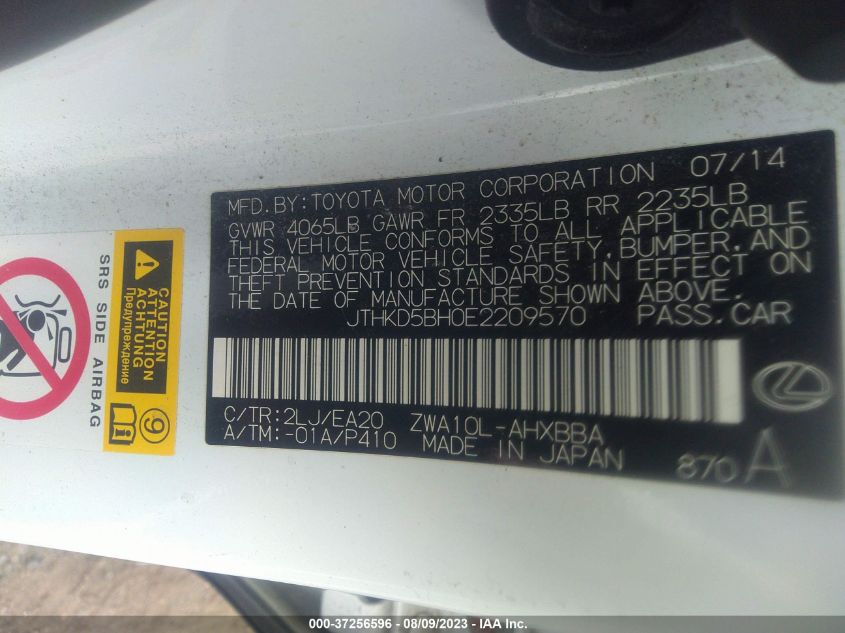 MFD.BY:TOYOTA MOTOR CORPORATION 07/14
GVWR 4065LB GAWR FR 2335LB RR 2235LB
THIS VEHICLE CONFORMS TO ALL APPLICABLE
FEDERAL MOTOR VEHICLE SAFETY,BUMPER,AND
THEFT PREVENTION STANDARDS IN EFFECT ON
THE DATE OF MANUFACTURE SHOWN ABOVE.
JTHKD5BH0E2209570 PASS.CAR
C/TR:2LJ/EA20 ZWA10L-AHXBBA
A/TM:-01A/P410 MADE IN JAPAN
870 A
SRS SIDE AIRBAG
CAUTION
ATTENTION
ACHTUNG
Предупреждение
9
000-37256596 - 08/09/2023 - IAA Inc.